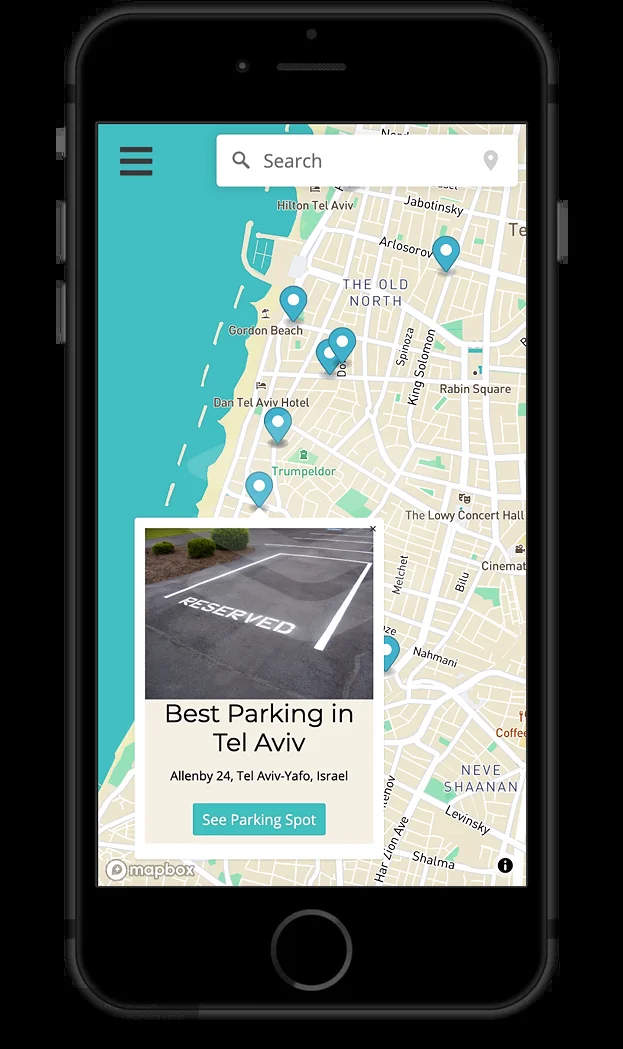 Search
Hilton Tel Aviv
Jabotinsky
Arlosorov
THE OLD
NORTH
Gordon Beach
Spinoza
King Solomon
Rabin Square
Dan Tel Aviv Hotel
Trumpeldor
The Lowy Concert Hall
Cinemat
Melchet
Bilu
RESERVED
×
Nahmani
Best Parking in
Tel Aviv
Allenby 24, Tel Aviv-Yafo, Israel
See Parking Spot
Coffee
NEVE
SHAANAN
Levinsky
Har Zion Ave
Shalma
mapbox